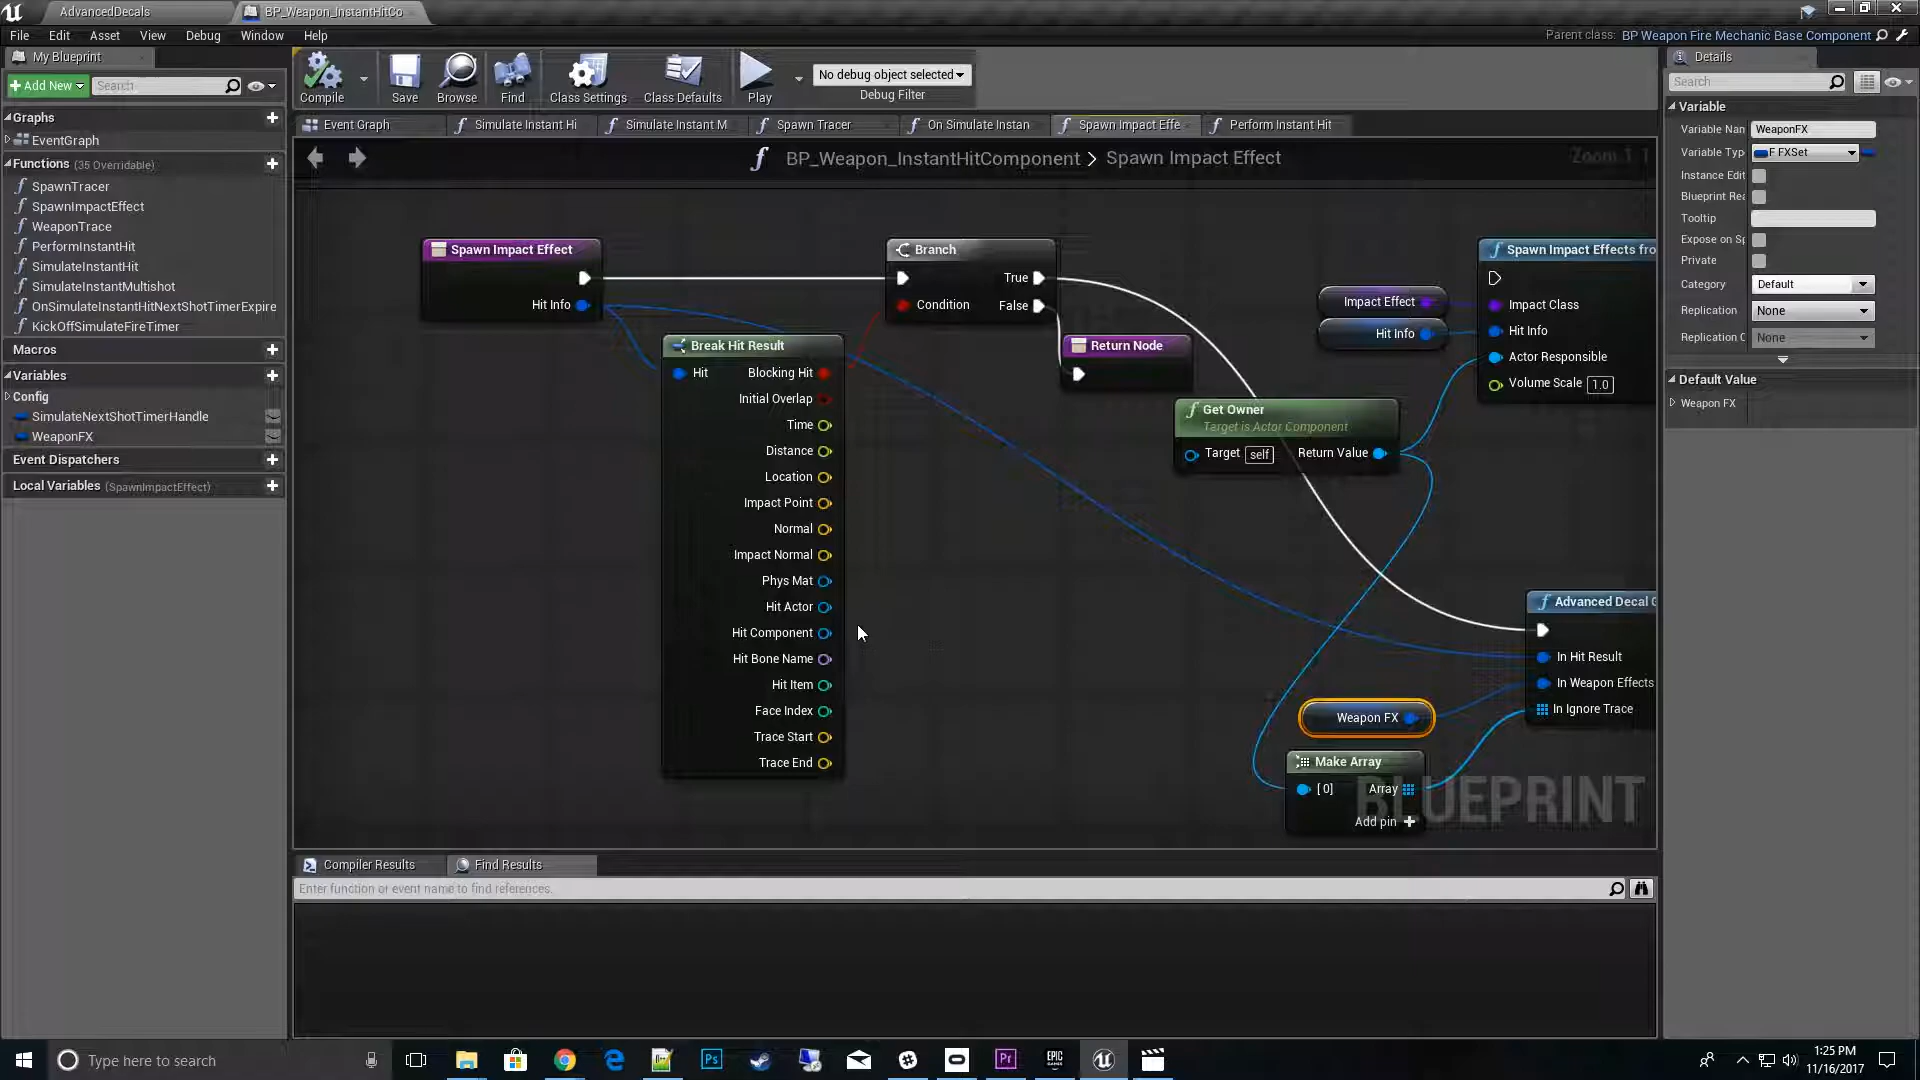 AdvancedDecals
BP_Weapon_InstantHitCo
File Edit Asset View Debug Window Help
Parent class: BP Weapon Fire Mechanic Base Component
My Blueprint
Add New
Search
Compile
Save
Browse
Find
Class Settings
Class Defaults
Play
No debug object selected
Debug Filter
Graphs
EventGraph
Functions (35 Overridable)
SpawnTracer
SpawnImpactEffect
WeaponTrace
PerformInstantHit
SimulateInstantHit
SimulateInstantMultishot
OnSimulateInstantHitNextShotTimerExpire
KickOffSimulateFireTimer
Macros
Variables
Config
SimulateNextShotTimerHandle
WeaponFX
Event Dispatchers
Local Variables (SpawnImpactEffect)
Event Graph
Simulate Instant Hi
Simulate Instant M
Spawn Tracer
On Simulate Instan
Spawn Impact Effe
Perform Instant Hit
BP_Weapon_InstantHitComponent > Spawn Impact Effect
Spawn Impact Effect
Hit Info
Branch
True
Condition
False
Break Hit Result
Hit
Blocking Hit
Initial Overlap
Time
Distance
Location
Impact Point
Normal
Impact Normal
Phys Mat
Hit Actor
Hit Component
Hit Bone Name
Hit Item
Face Index
Trace Start
Trace End
Return Node
Get Owner
Target is Actor Component
Target self
Return Value
Impact Effect
Hit Info
Spawn Impact Effects fro
Impact Class
Hit Info
Actor Responsible
Volume Scale 1.0
Advanced Decal
In Hit Result
In Weapon Effects
In Ignore Trace
Weapon FX
Make Array
[0]
Array
Add pin
BLUEPRINT
Compiler Results
Find Results
Enter function or event name to find references.
Details
Search
Variable
Variable Nan WeaponFX
Variable Typ F FXSet
Instance Edit
Blueprint Rea
Tooltip
Expose on Sp
Private
Category Default
Replication None
Replication C None
Default Value
Weapon FX
Type here to search
1:25 PM
11/16/2017